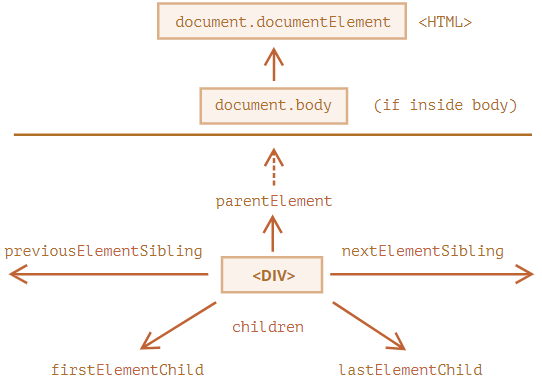 document.documentElement <HTML>
document.body (if inside body)
parentElement
previousElementSibling nextElementSibling
<DIV>
children
firstElementChild lastElementChild